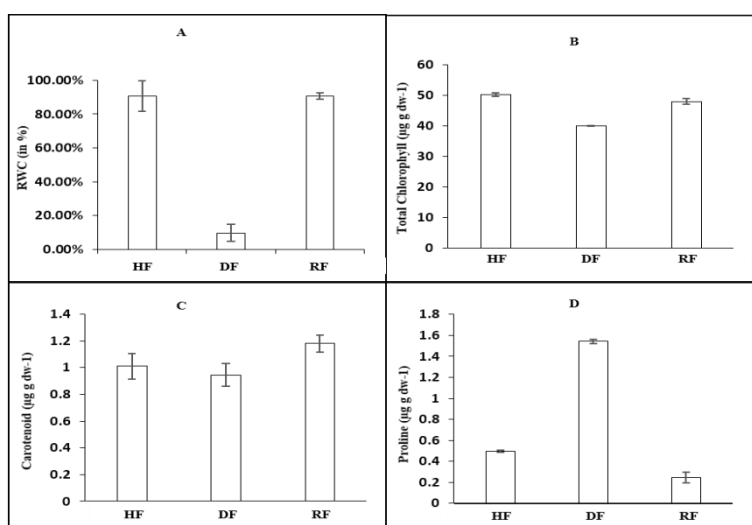 A
RWC (in %)
100.00%
80.00%
60.00%
40.00%
20.00%
0.00%
HF DF RF
B
Total Chlorophyll (µg g dw-1)
60
50
40
30
20
10
0
HF DF RF
C
Carotenoid (µg g dw-1)
1.4
1.2
1
0.8
0.6
0.4
0.2
0
HF DF RF
D
Proline (µg g dw-1)
1.8
1.6
1.4
1.2
1
0.8
0.6
0.4
0.2
0
HF DF RF